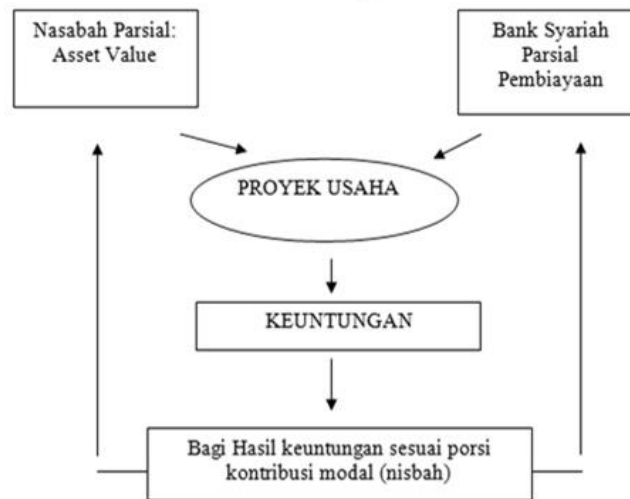 Nasabah Parsial:
Asset Value
Bank Syariah
Parsial
Pembiayaan
PROYEK USAHA
KEUNTUNGAN
Bagi Hasil keuntungan sesuai porsi
kontribusi modal (nisbah)